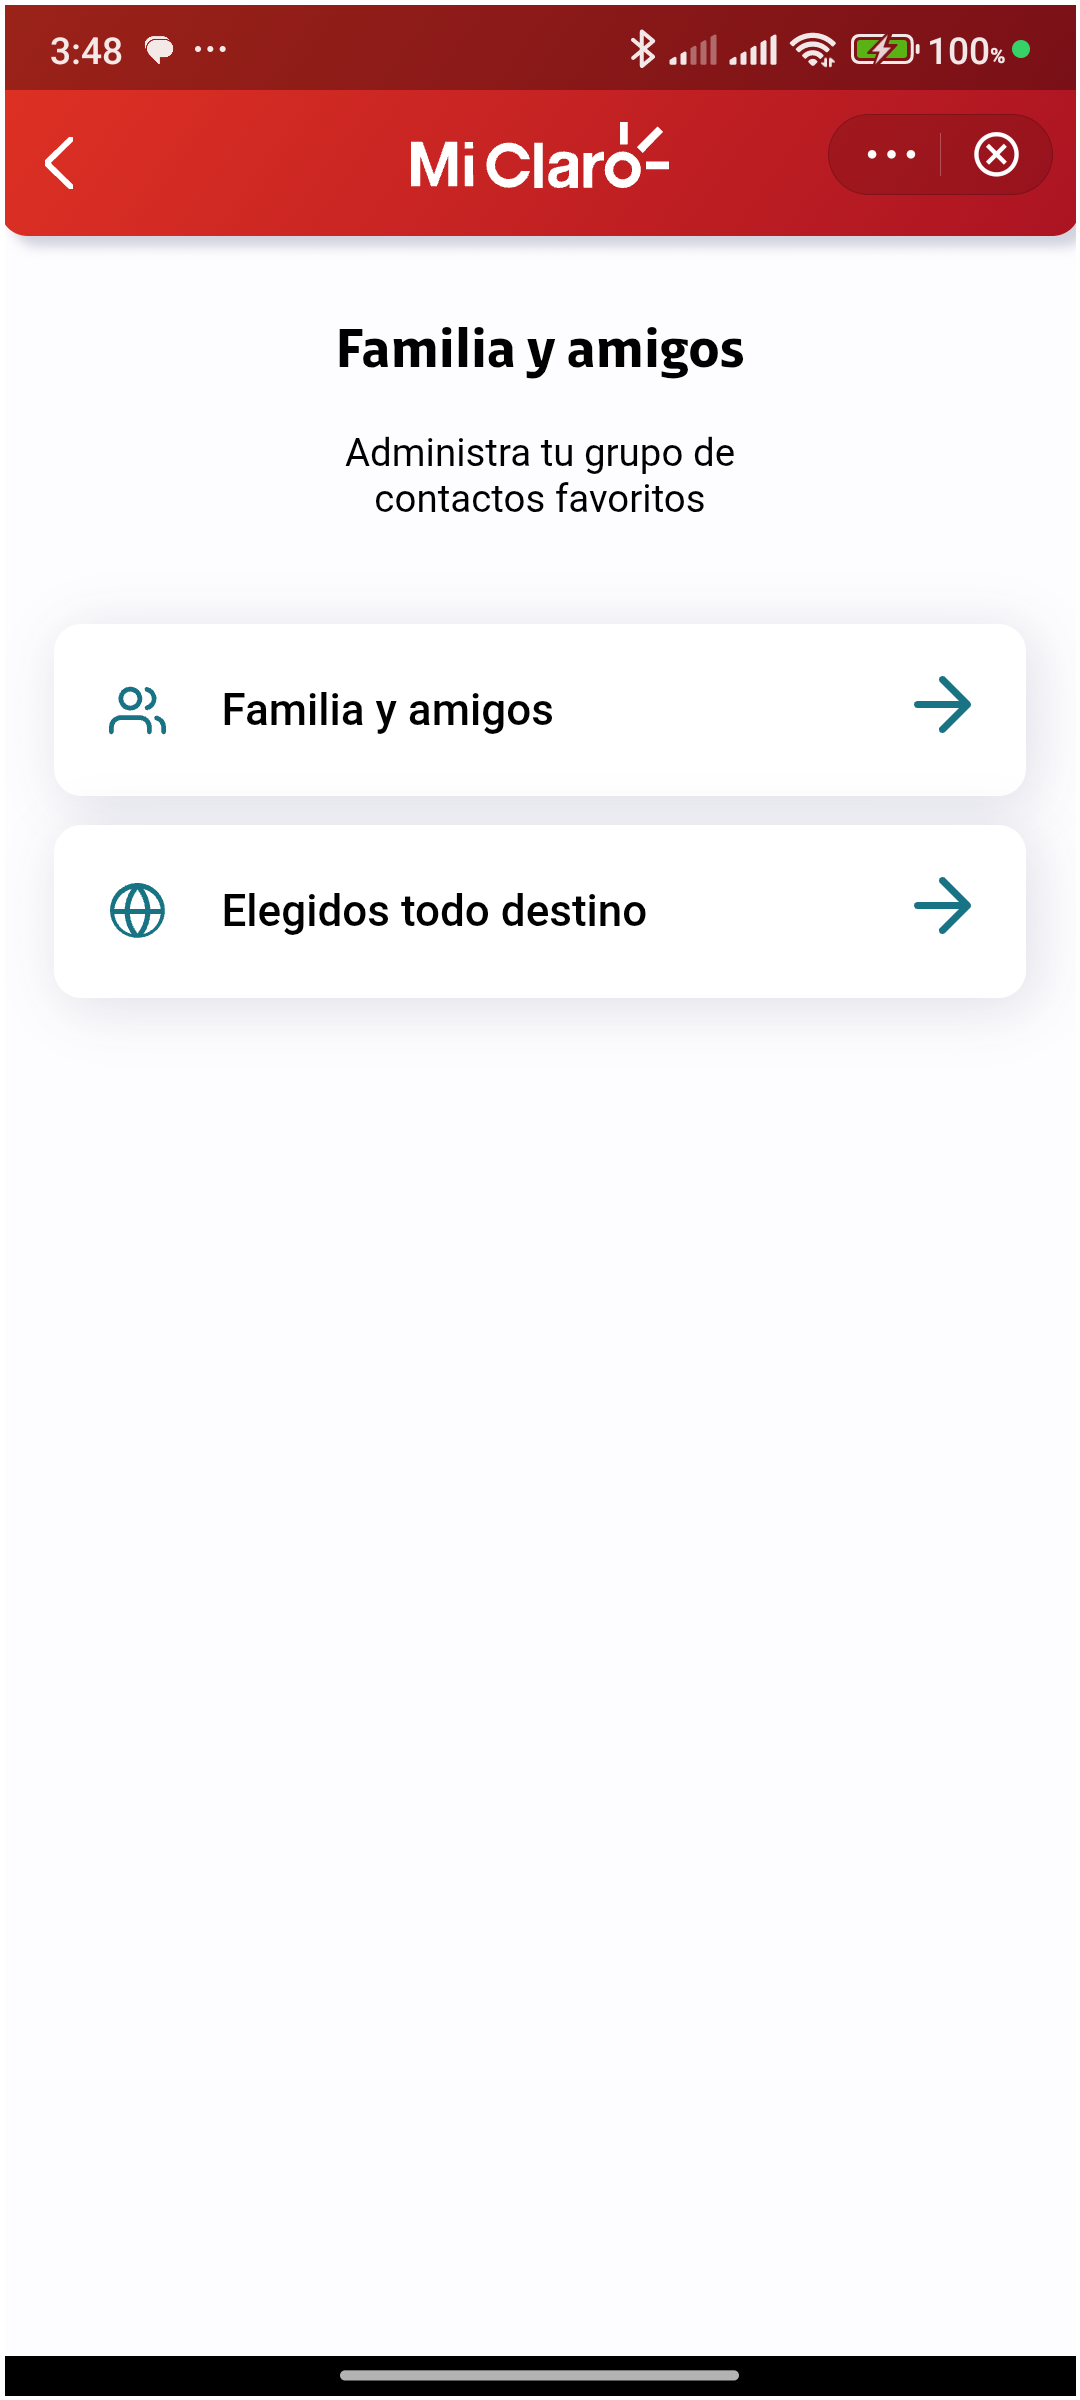 3:48
100%
Mi Claro
Familia y amigos
Administra tu grupo de
contactos favoritos
Familia y amigos
Elegidos todo destino